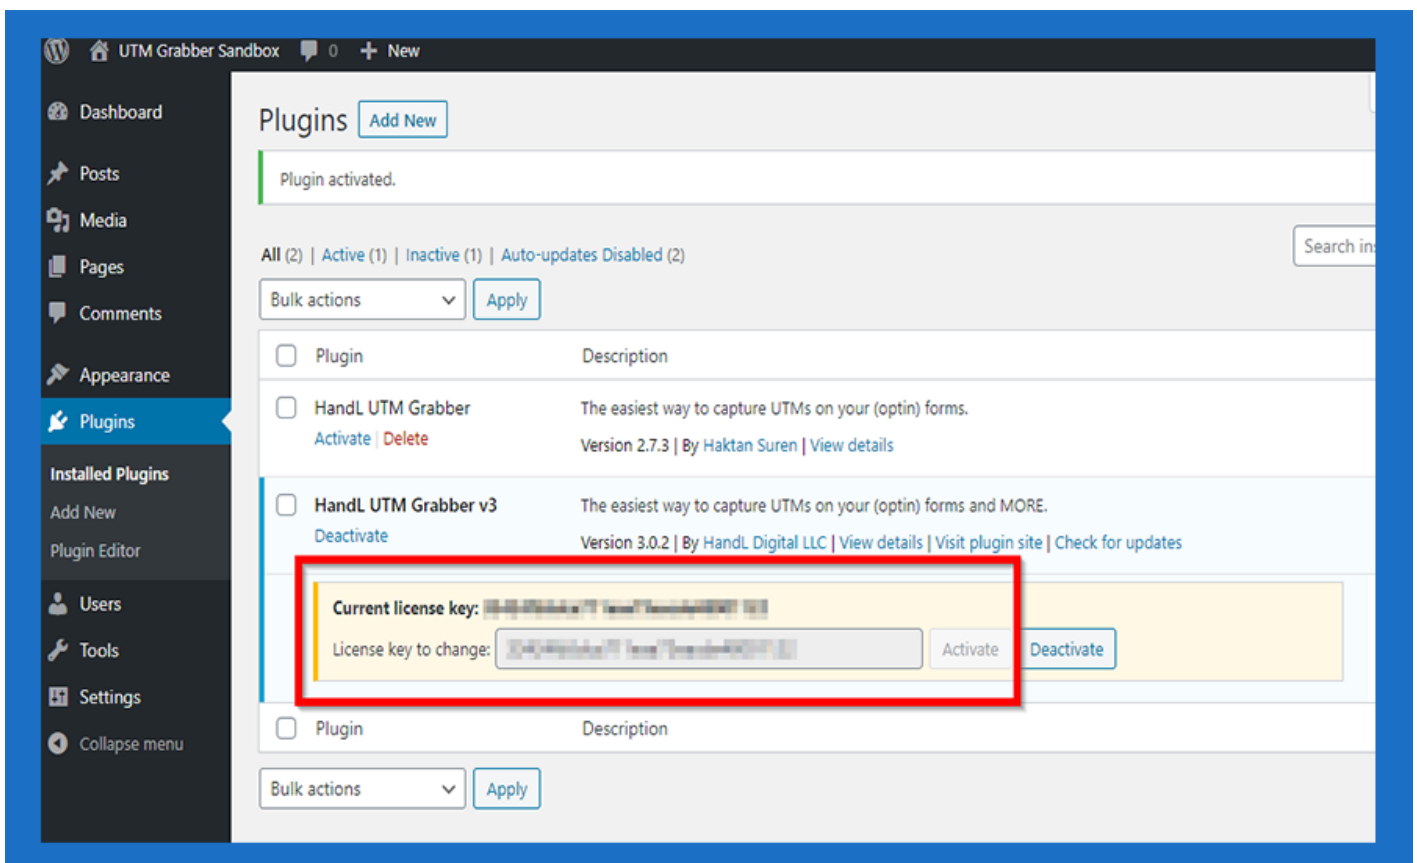 UTM Grabber Sandbox 0 + New
Dashboard
Posts
Media
Pages
Comments
Appearance
Plugins
Installed Plugins
Add New
Plugin Editor
Users
Tools
Settings
Collapse menu
Plugins Add New
Plugin activated.
All (2) | Active (1) | Inactive (1) | Auto-updates Disabled (2)
Search ins
Bulk actions Apply
Plugin Description
HandL UTM Grabber The easiest way to capture UTMs on your (optin) forms.
Activate | Delete Version 2.7.3 | By Haktan Suren | View details
HandL UTM Grabber v3 The easiest way to capture UTMs on your (optin) forms and MORE.
Deactivate Version 3.0.2 | By HandL Digital LLC | View details | Visit plugin site | Check for updates
Current license key:
License key to change: Activate Deactivate
Plugin Description
Bulk actions Apply